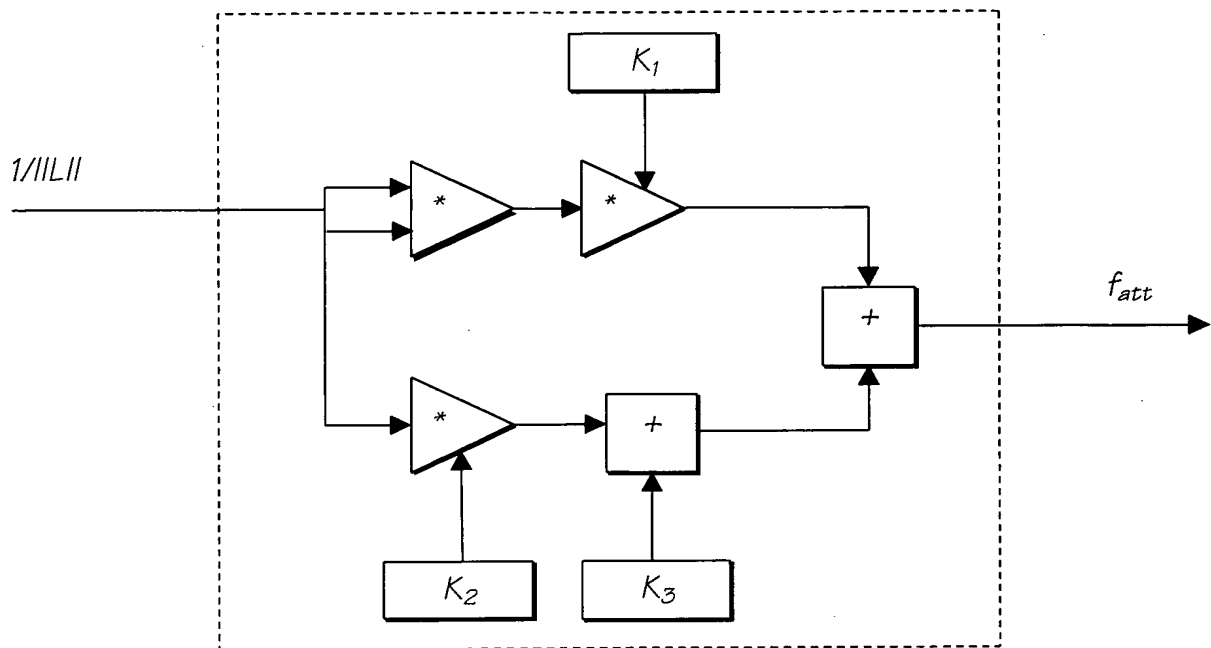 K₁
1/||L||
*
*
f_att
+
*
+
K₂
K₃